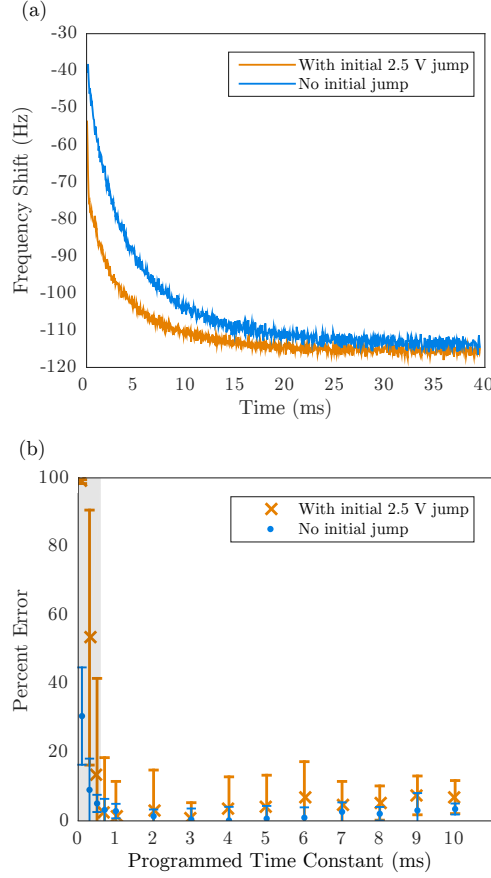 (a)
-30
-40
-50
-60
-70
-80
-90
-100
-110
-120
Frequency Shift (Hz)
With initial 2.5 V jump
No initial jump
0 5 10 15 20 25 30 35 40
Time (ms)
(b)
100
80
60
40
20
0
Percent Error
With initial 2.5 V jump
No initial jump
0 1 2 3 4 5 6 7 8 9 10
Programmed Time Constant (ms)